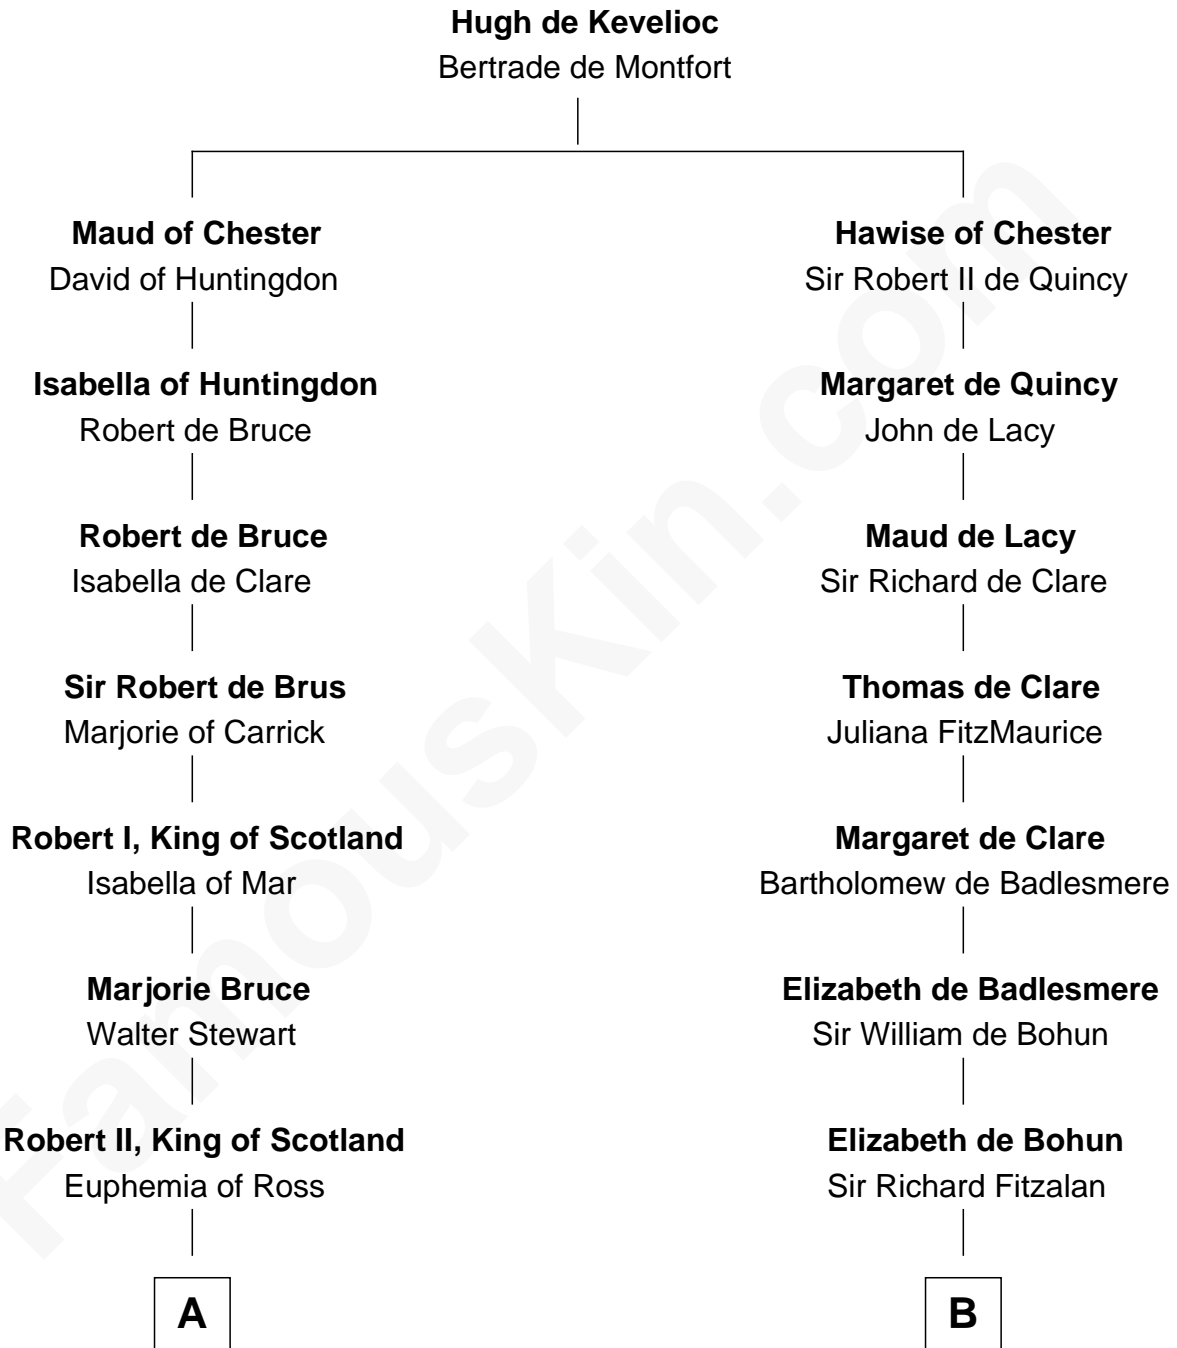 Hugh de Kevelioc
Bertrade de Montfort
Maud of Chester
David of Huntingdon
Hawise of Chester
Sir Robert II de Quincy
Isabella of Huntingdon
Robert de Bruce
Margaret de Quincy
John de Lacy
Robert de Bruce
Isabella de Clare
Maud de Lacy
Sir Richard de Clare
Sir Robert de Brus
Marjorie of Carrick
Thomas de Clare
Juliana FitzMaurice
Robert I, King of Scotland
Isabella of Mar
Margaret de Clare
Bartholomew de Badlesmere
Marjorie Bruce
Walter Stewart
Elizabeth de Badlesmere
Sir William de Bohun
Robert II, King of Scotland
Euphemia of Ross
Elizabeth de Bohun
Sir Richard Fitzalan
A
B
FamousKin.com